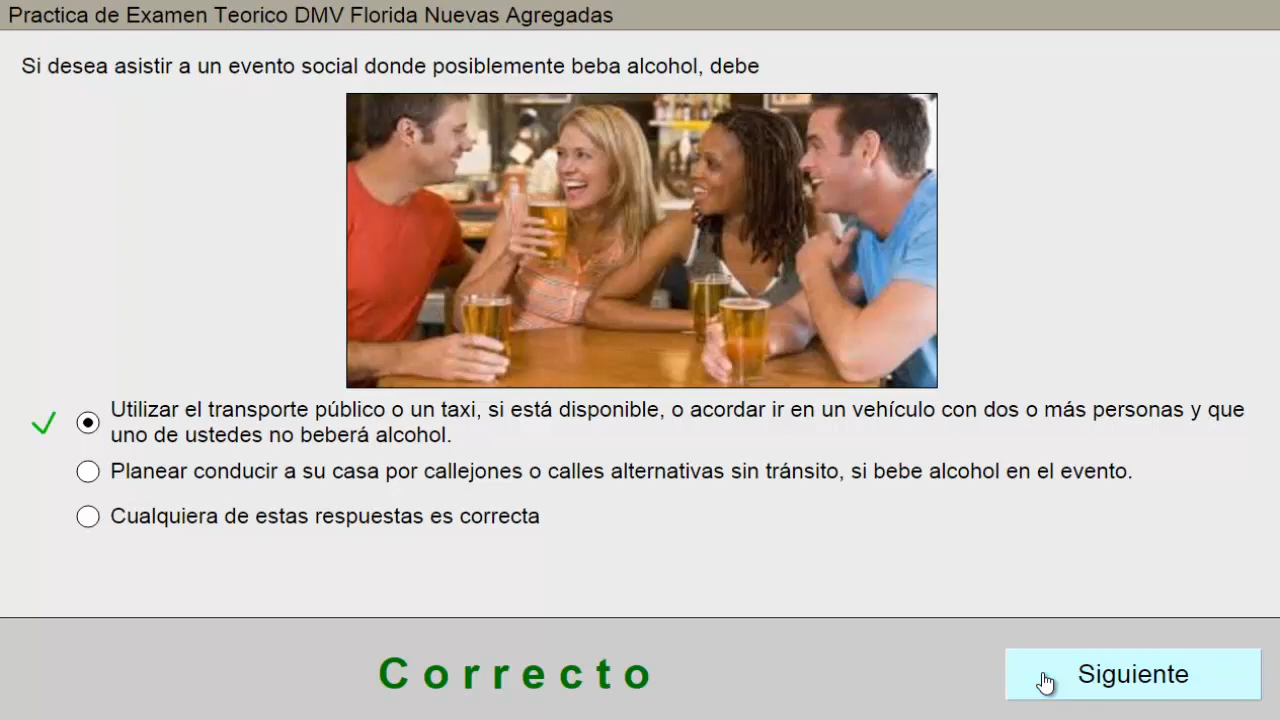 Practica de Examen Teorico DMV Florida Nuevas Agregadas
Si desea asistir a un evento social donde posiblemente beba alcohol, debe
Utilizar el transporte público o un taxi, si está disponible, o acordar ir en un vehículo con dos o más personas y que
uno de ustedes no beberá alcohol.
Planear conducir a su casa por callejones o calles alternativas sin tránsito, si bebe alcohol en el evento.
Cualquiera de estas respuestas es correcta
Correcto
Siguiente